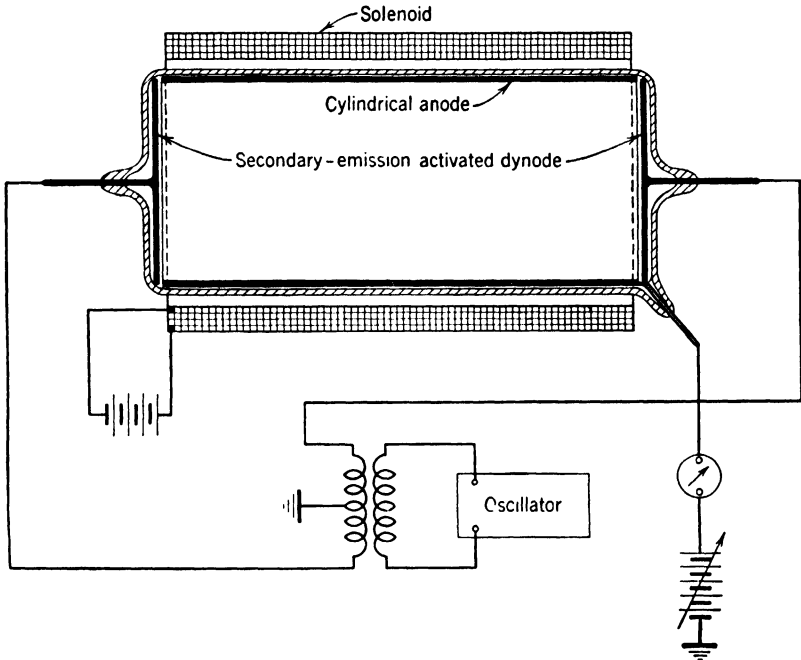 Solenoid
Cylindrical anode
Secondary-emission activated dynode
Oscillator